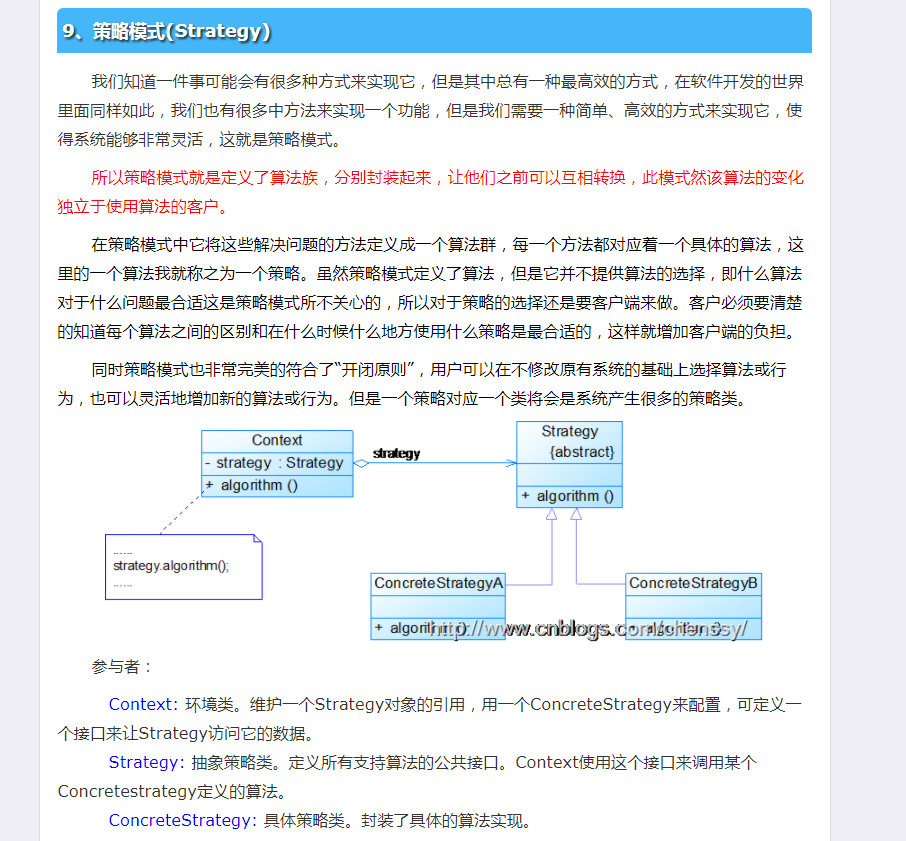 9、策略模式(Strategy)
我们知道一件事可能会有很多种方式来实现它，但是其中总有一种最高效的方式，在软件开发的世界
里面同样如此，我们也有很多中方法来实现一个功能，但是我们需要一种简单、高效的方式来实现它，使
得系统能够非常灵活，这就是策略模式。
所以策略模式就是定义了算法族，分别封装起来，让他们之前可以互相转换，此模式然该算法的变化
独立于使用算法的客户。
在策略模式中它将这些解决问题的方法定义成一个算法群，每一个方法都对应着一个具体的算法，这
里的一个算法我就称之为一个策略。虽然策略模式定义了算法，但是它并不提供算法的选择，即什么算法
对于什么问题最合适这是策略模式所不关心的，所以对于策略的选择还是要客户端来做。客户必须要清楚
的知道每个算法之间的区别和在什么时候什么地方使用什么策略是最合适的，这样就增加客户端的负担。
同时策略模式也非常完美的符合了“开闭原则”，用户可以在不修改原有系统的基础上选择算法或行
为，也可以灵活地增加新的算法或行为。但是一个策略对应一个类将会是系统产生很多的策略类。
Context
- strategy : Strategy
+ algorithm ()
strategy
Strategy
{abstract}
+ algorithm ()
......
strategy.algorithm();
......
ConcreteStrategyA
+ algorithm ()
ConcreteStrategyB
+ algorithm ()
http://www.cnblogs.com/chenssy/
参与者：
Context: 环境类。维护一个Strategy对象的引用，用一个ConcreteStrategy来配置，可定义一
个接口来让Strategy访问它的数据。
Strategy: 抽象策略类。定义所有支持算法的公共接口。Context使用这个接口来调用某个
Concretestrategy定义的算法。
ConcreteStrategy: 具体策略类。封装了具体的算法实现。